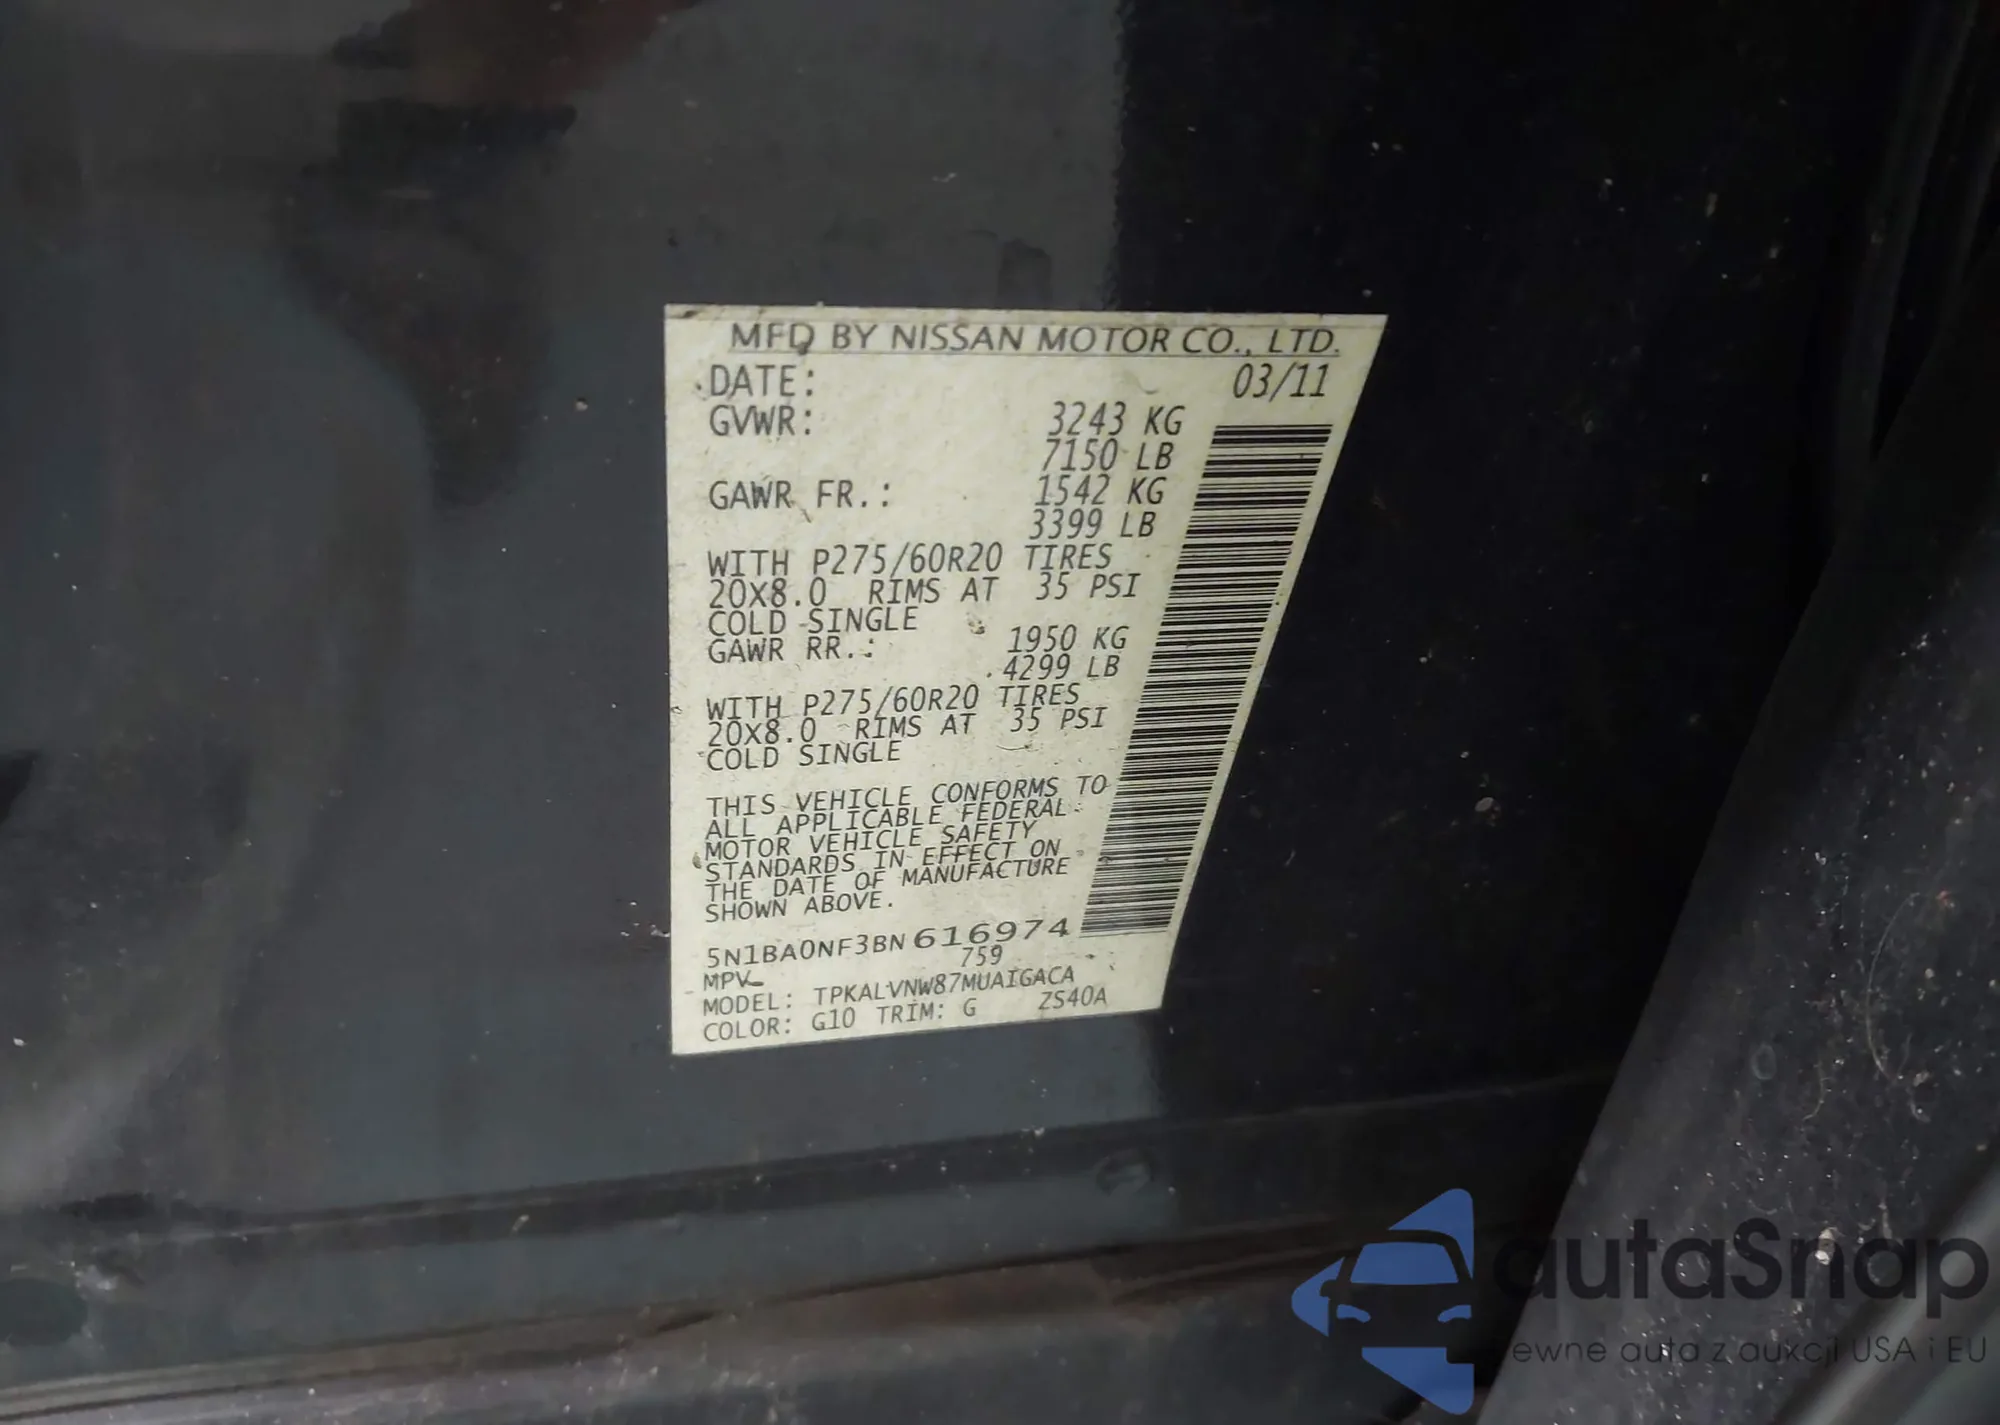 MFD BY NISSAN MOTOR CO., LTD.
DATE: 03/11
GVWR: 3243 KG
7150 LB
GAWR FR.: 1542 KG
3399 LB
WITH P275/60R20 TIRES
20X8.0 RIMS AT 35 PSI
COLD SINGLE
GAWR RR.: 1950 KG
4299 LB
WITH P275/60R20 TIRES
20X8.0 RIMS AT 35 PSI
COLD SINGLE
THIS VEHICLE CONFORMS TO
ALL APPLICABLE FEDERAL
MOTOR VEHICLE SAFETY
STANDARDS IN EFFECT ON
THE DATE OF MANUFACTURE
SHOWN ABOVE.
5N1BA0NF3BN616974
759
MPV
MODEL: TPKALVNW87MUAIGACA
COLOR: G10 TRIM: G ZS40A
autaSnap
ewne auta z aukcji USA i EU